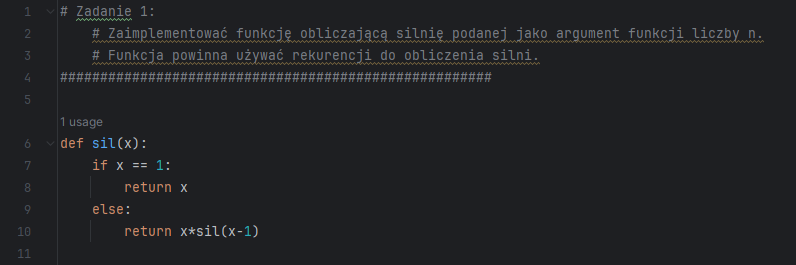 1 # Zadanie 1:
2 # Zaimplementować funkcję obliczającą silnię podanej jako argument funkcji liczby n.
3 # Funkcja powinna używać rekurencji do obliczenia silni.
4 ######################################################
5
1 usage
6 def sil(x):
7 if x == 1:
8 return x
9 else:
10 return x*sil(x-1)
11